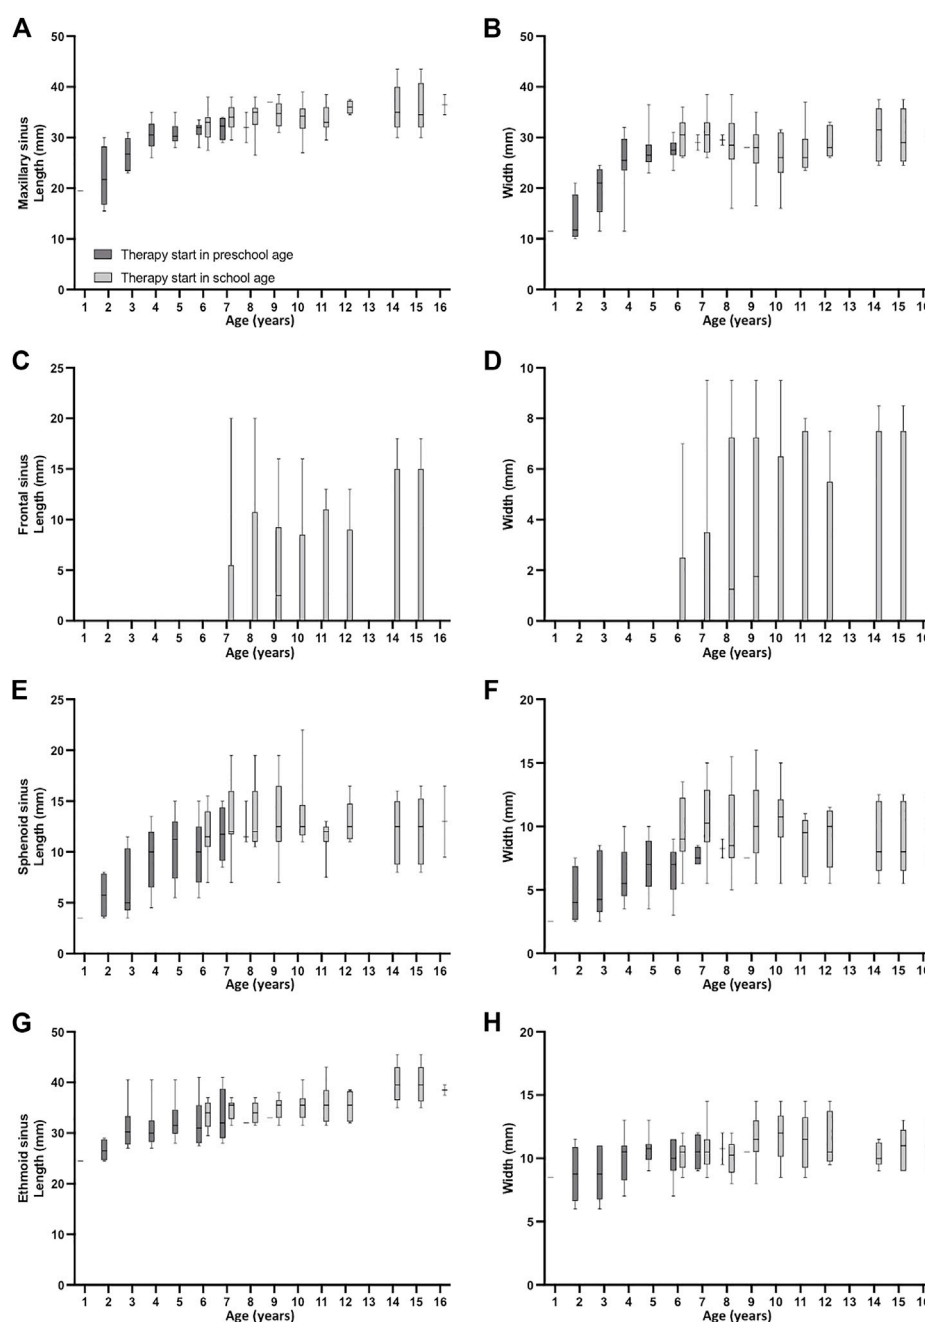 A
Maxillary sinus
Length (mm)
50
40
30
20
10
0
Therapy start in preschool age
Therapy start in school age
1 2 3 4 5 6 7 8 9 10 11 12 13 14 15 16
Age (years)
B
Width (mm)
50
40
30
20
10
0
1 2 3 4 5 6 7 8 9 10 11 12 13 14 15
Age (years)
C
Frontal sinus
Length (mm)
25
20
15
10
5
0
1 2 3 4 5 6 7 8 9 10 11 12 13 14 15 16
Age (years)
D
Width (mm)
10
8
6
4
2
0
1 2 3 4 5 6 7 8 9 10 11 12 13 14 15
Age (years)
E
Sphenoid sinus
Length (mm)
25
20
15
10
5
0
1 2 3 4 5 6 7 8 9 10 11 12 13 14 15 16
Age (years)
F
Width (mm)
20
15
10
5
0
1 2 3 4 5 6 7 8 9 10 11 12 13 14 15
Age (years)
G
Ethmoid sinus
Length (mm)
50
40
30
20
10
0
1 2 3 4 5 6 7 8 9 10 11 12 13 14 15 16
Age (years)
H
Width (mm)
20
15
10
5
0
1 2 3 4 5 6 7 8 9 10 11 12 13 14 15
Age (years)